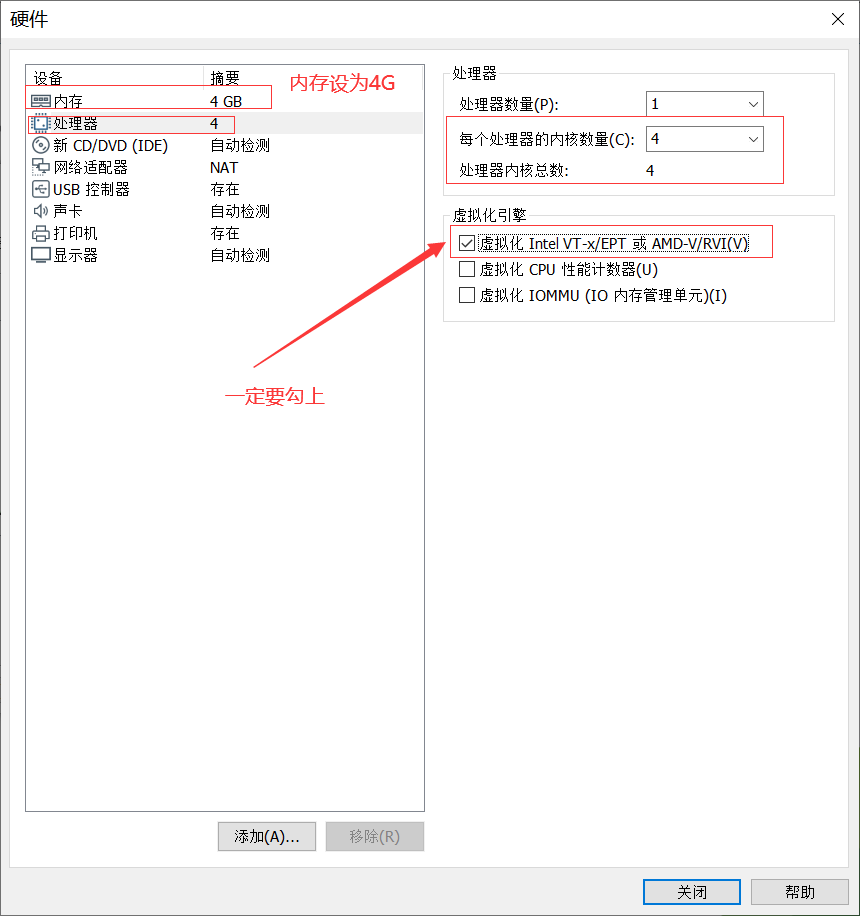 硬件
设备 摘要
内存设为4G
内存 4 GB
处理器 4
新 CD/DVD (IDE) 自动检测
网络适配器 NAT
USB 控制器 存在
声卡 自动检测
打印机 存在
显示器 自动检测
一定要勾上
添加(A)... 移除(R)
处理器
处理器数量(P): 1
每个处理器的内核数量(C): 4
处理器内核总数: 4
虚拟化引擎
虚拟化 Intel VT-x/EPT 或 AMD-V/RVI(V)
虚拟化 CPU 性能计数器(U)
虚拟化 IOMMU (IO 内存管理单元)(I)
关闭 帮助